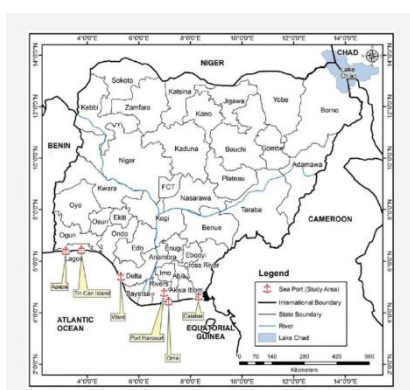 4°0'0"E 6°0'0"E 8°0'0"E 10°0'0"E 12°0'0"E 14°0'0"E
NIGER
CHAD
Lake
Chad
Sokoto
Katsina
Jigawa
Yobe
Borno
Kebbi
Zamfara
Kano
BENIN
Niger
Kaduna
Bauchi
Gombe
Adamawa
Plateau
FCT
Nasarawa
Kwara
Taraba
Oyo
Ekiti
Kogi
Benue
Osun
Ogun
Ondo
Edo
Enugu
Anambra
Ebonyi
Cross River
Lagos
Delta
Imo
Abia
Rivers
Akwa Ibom
Bayelsa
CAMEROON
Apapa
Tin Can Island
Port Harcourt
Onne
Calabar
ATLANTIC
OCEAN
EQUATORIAL
GUINEA
Legend
Sea Port (Study Area)
International Boundary
State Boundary
River
Lake Chad
0 70 140 280 420 560
Kilometers
4°0'0"E 6°0'0"E 8°0'0"E 10°0'0"E 12°0'0"E 14°0'0"E